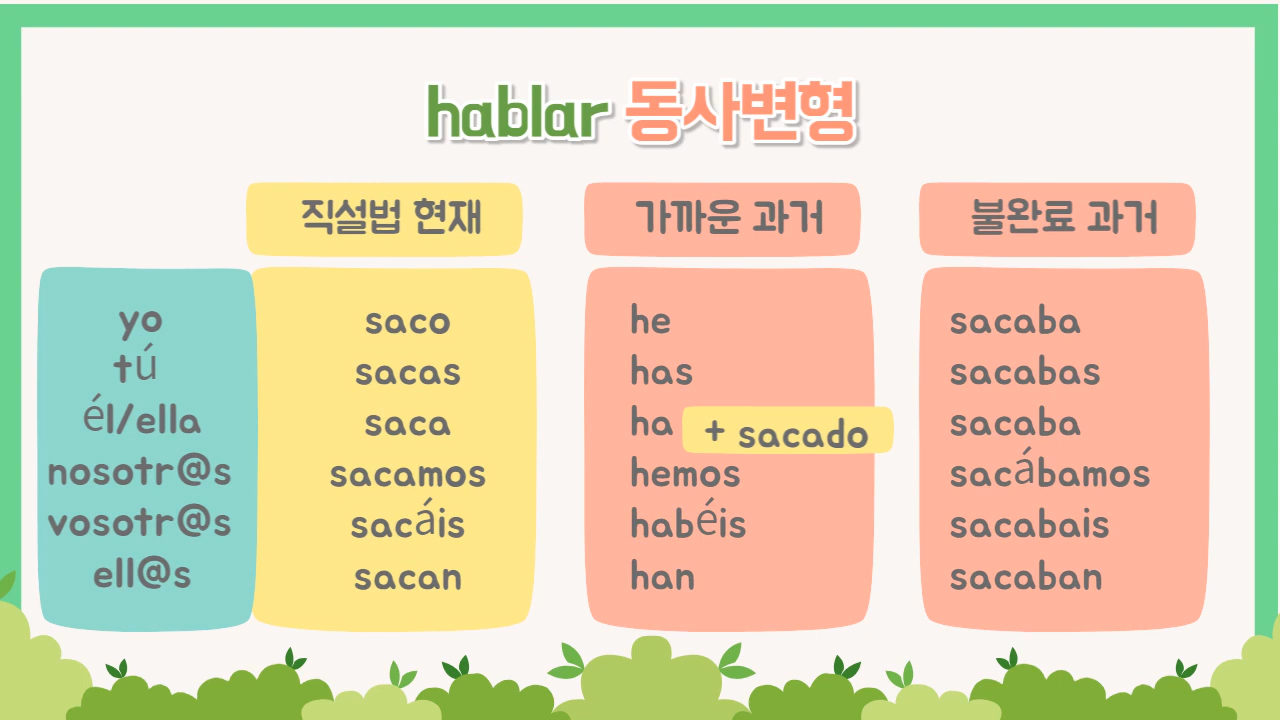 hablar 동사변형
직설법 현재
가까운 과거
불완료 과거
yo
tú
él/ella
nosotr@s
vosotr@s
ell@s
saco
sacas
saca
sacamos
sacáis
sacan
he
has
ha
hemos
habéis
han
+ sacado
sacaba
sacabas
sacaba
sacábamos
sacabais
sacaban